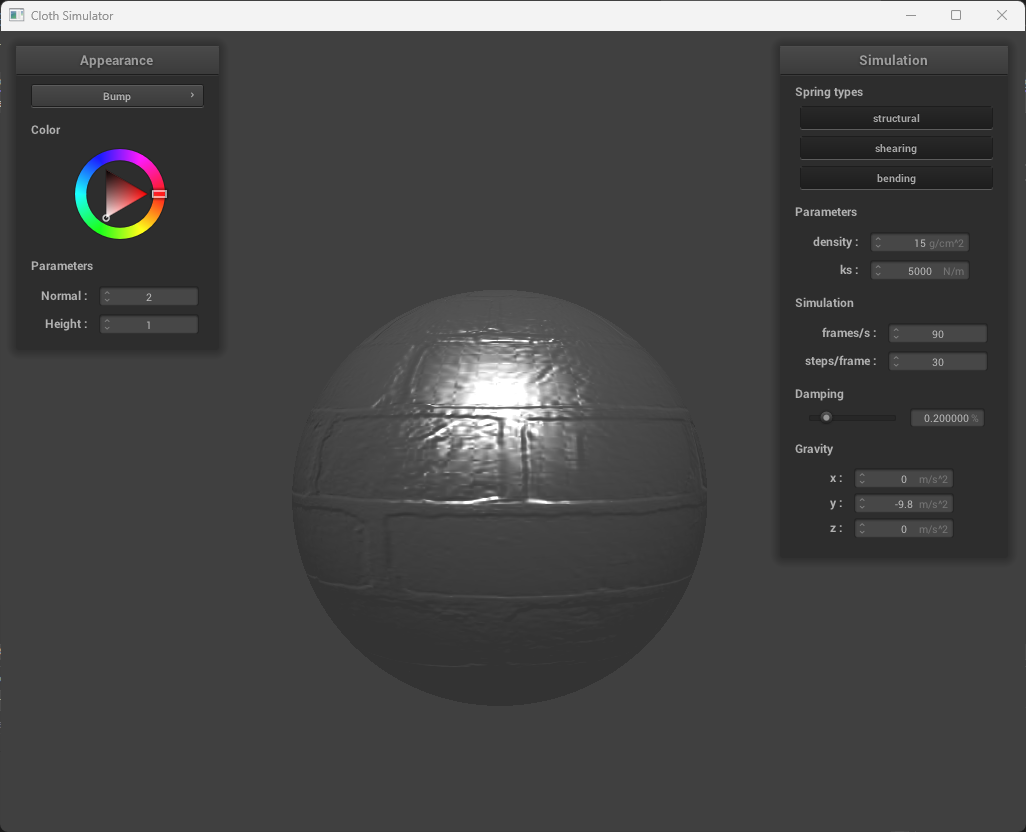 Cloth Simulator
Appearance
Bump
Color
Parameters
Normal : 2
Height : 1
Simulation
Spring types
structural
shearing
bending
Parameters
density : 15 g/cm^2
ks : 5000 N/m
Simulation
frames/s : 90
steps/frame : 30
Damping
0.200000 %
Gravity
x : 0 m/s^2
y : -9.8 m/s^2
z : 0 m/s^2